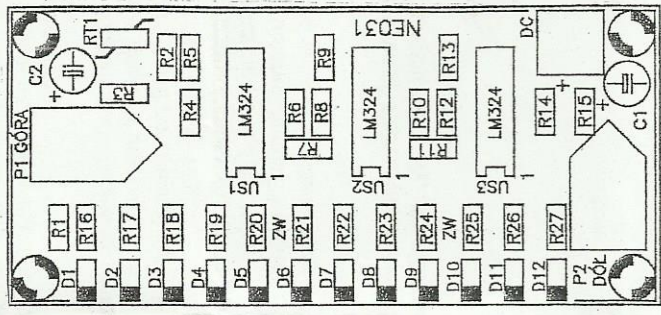 NEO31
RT1
C2
R2
R5
R9
R13
DC
R3
R4
LM324
R6
R8
LM324
R10
R12
LM324
R14
R15
C1
P1 GÓRA
R7
R11
US1
1
US2
1
US3
1
R1
R16
R17
R18
R19
R20
ZW
R21
R22
R23
R24
ZW
R25
R26
R27
D1
D2
D3
D4
D5
D6
D7
D8
D9
D10
D11
D12
P2
DÓŁ